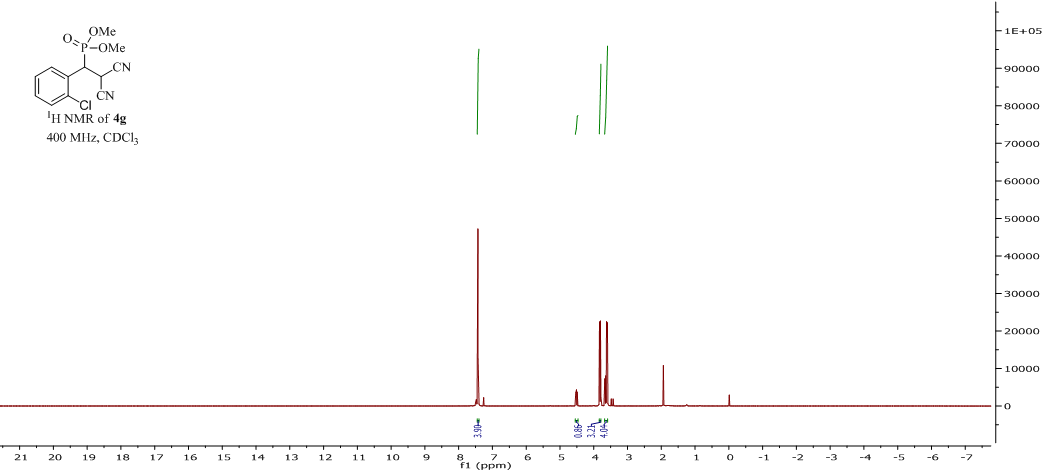 OMe
O
P
OMe
CN
CN
Cl
¹H NMR of 4g
400 MHz, CDCl₃
1E+05
90000
80000
70000
60000
50000
40000
30000
20000
10000
0
3.90
0.86
3.21
4.04
21 20 19 18 17 16 15 14 13 12 11 10 9 8 7 6 5 4 3 2 1 0 -1 -2 -3 -4 -5 -6 -7
f1 (ppm)